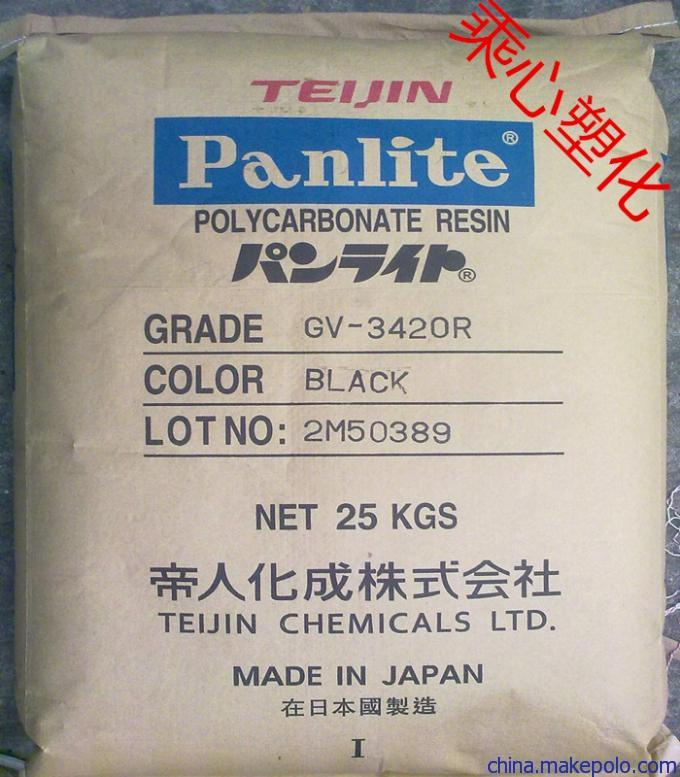 乘心塑化
TEIJIN
Panlite®
POLYCARBONATE RESIN
パンライト®
GRADE GV-3420R
COLOR BLACK
LOT NO: 2M50389
NET 25 KGS
帝人化成株式会社
TEIJIN CHEMICALS LTD.
MADE IN JAPAN
在日本國製造
I
china.makepolo.com